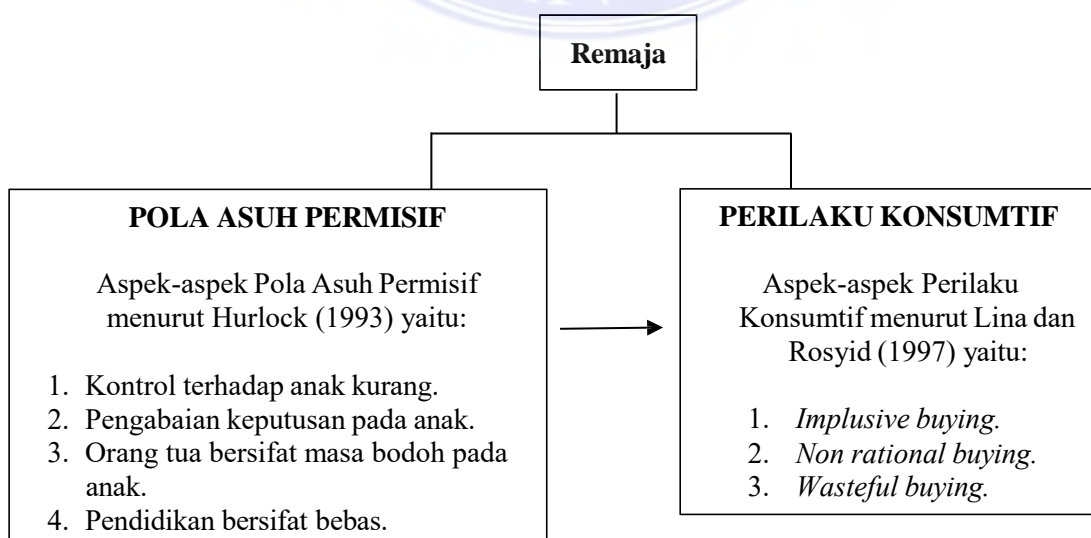 Remaja
POLA ASUH PERMISIF
Aspek-aspek Pola Asuh Permisif
menurut Hurlock (1993) yaitu:
1. Kontrol terhadap anak kurang.
2. Pengabaian keputusan pada anak.
3. Orang tua bersifat masa bodoh pada
anak.
4. Pendidikan bersifat bebas.
PERILAKU KONSUMTIF
Aspek-aspek Perilaku
Konsumtif menurut Lina dan
Rosyid (1997) yaitu:
1. Implusive buying.
2. Non rational buying.
3. Wasteful buying.